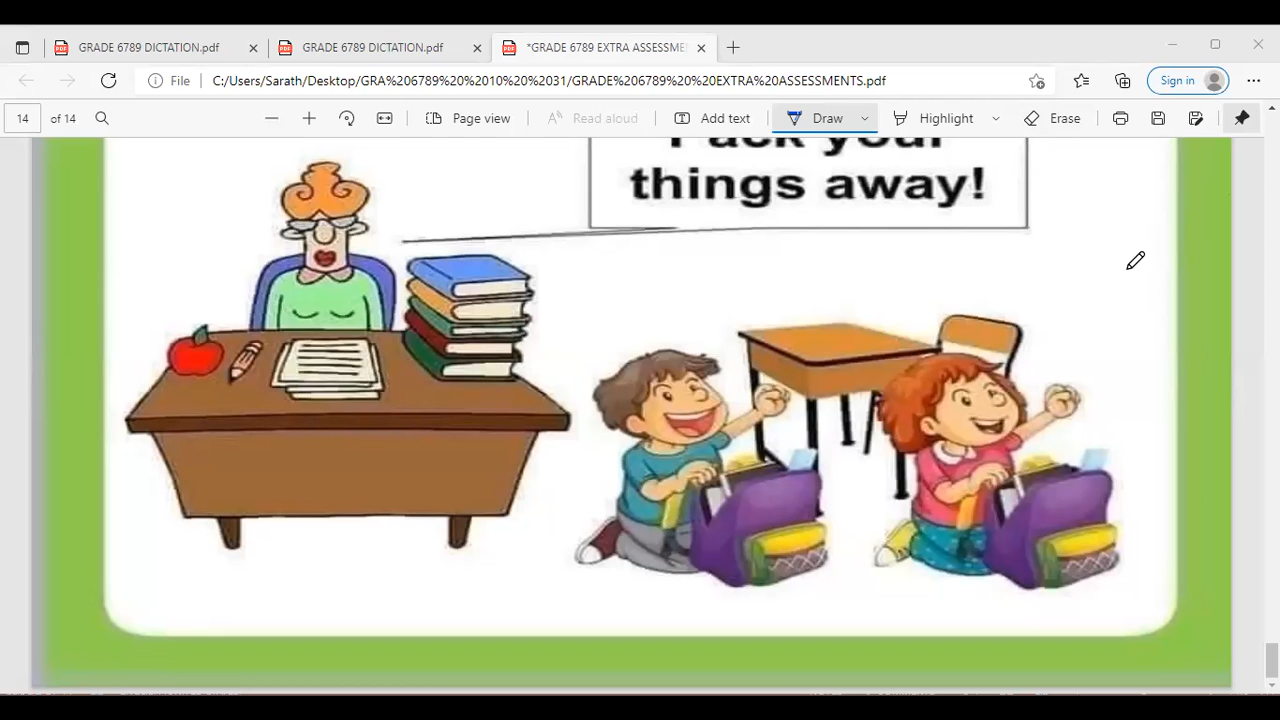 GRADE 6789 DICTATION.pdf
GRADE 6789 DICTATION.pdf
*GRADE 6789 EXTRA ASSESSME
File
C:/Users/Sarath/Desktop/GRA%206789%20%2010%20%2031/GRADE%206789%20%20EXTRA%20ASSESSMENTS.pdf
Sign in
14 of 14
Page view
Read aloud
Add text
Draw
Highlight
Erase
Pack your
things away!